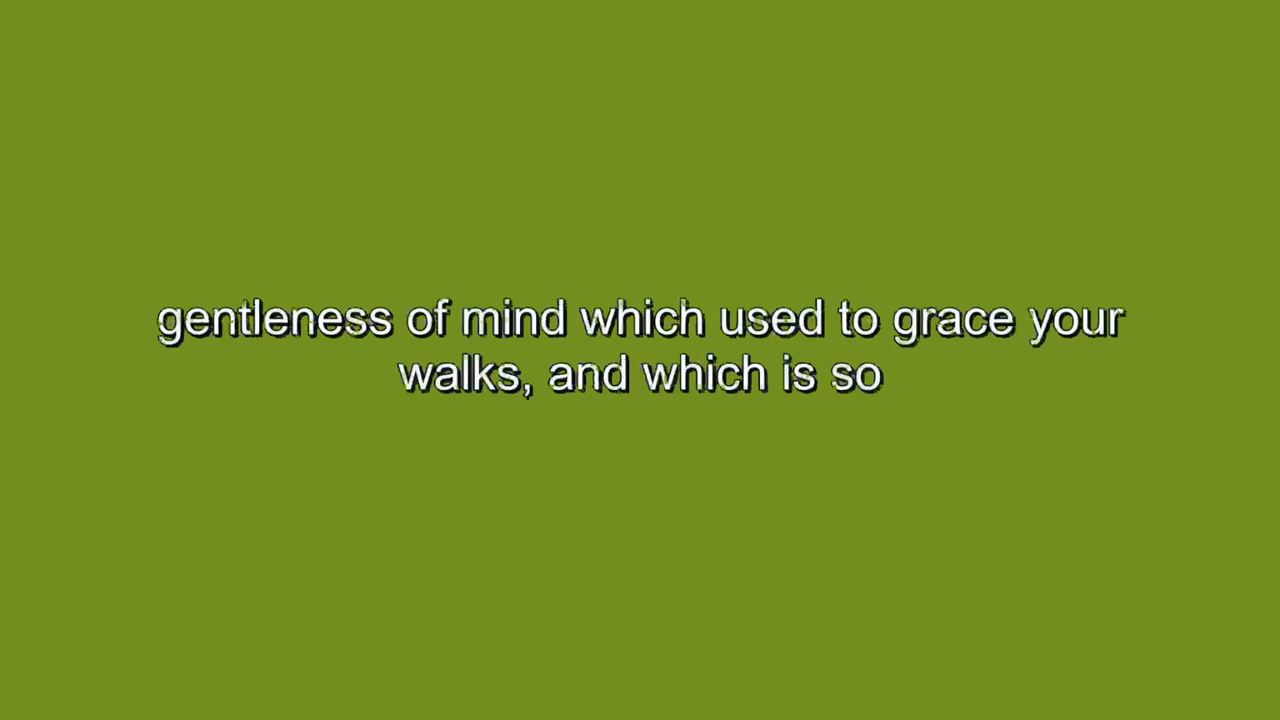 gentleness of mind which used to grace your
walks, and which is so